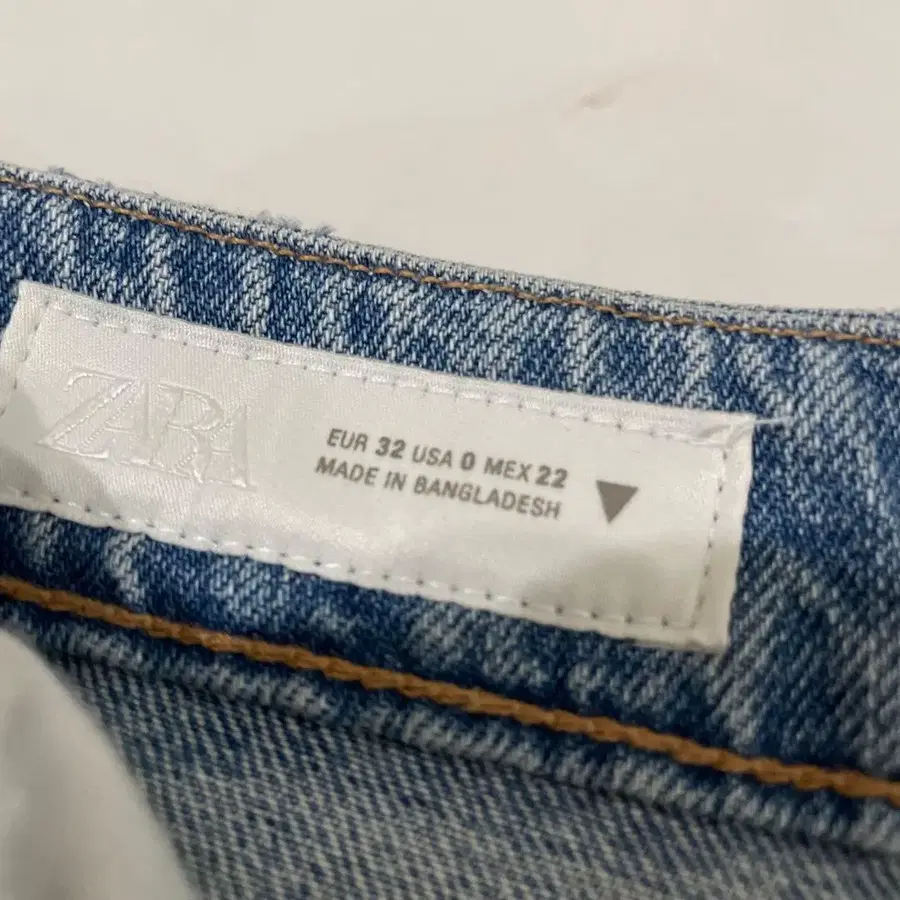 ZARA
EUR 32 USA 0 MEX 22
MADE IN BANGLADESH